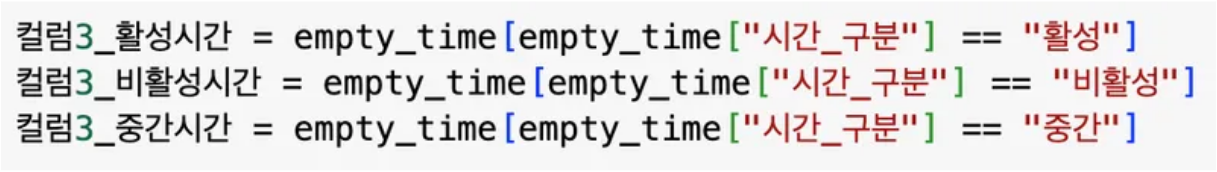 컬럼3_활성시간 = empty_time[empty_time["시간_구분"] == "활성"]
컬럼3_비활성시간 = empty_time[empty_time["시간_구분"] == "비활성"]
컬럼3_중간시간 = empty_time[empty_time["시간_구분"] == "중간"]